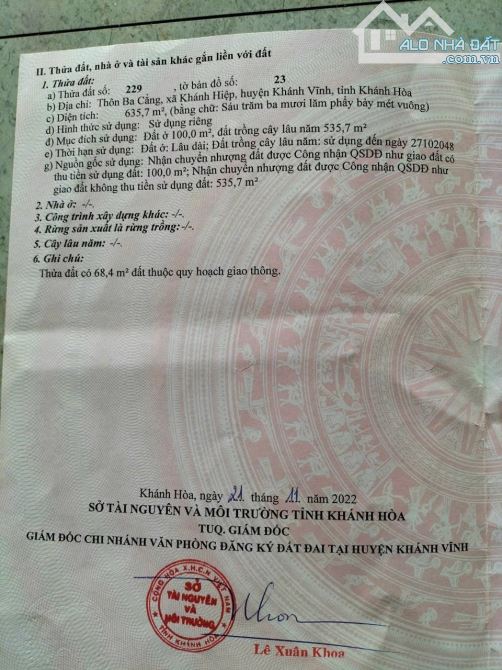 ALO NHÀ ĐẤT
II. Thửa đất, nhà ở và tài sản khác gắn liền với đất
1. Thửa đất:
a) Thửa đất số: 229 , tờ bản đồ số: 23
b) Địa chỉ: Thôn Ba Cẳng, xã Khánh Hiệp, huyện Khánh Vĩnh, tỉnh Khánh Hòa
c) Diện tích: 635,7 m², (bằng chữ: Sáu trăm ba mươi lăm phẩy bảy mét vuông)
d) Hình thức sử dụng: Sử dụng riêng
đ) Mục đích sử dụng: Đất ở 100,0 m², đất trồng cây lâu năm 535,7 m²
e) Thời hạn sử dụng: Đất ở: Lâu dài; Đất trồng cây lâu năm: sử dụng đến ngày 27102048
g) Nguồn gốc sử dụng: Nhận chuyển nhượng đất được Công nhận QSDĐ như giao đất có
thu tiền sử dụng đất: 100,0 m²; Nhận chuyển nhượng đất được Công nhận QSDĐ như
giao đất không thu tiền sử dụng đất: 535,7 m²
2. Nhà ở: -/-.
3. Công trình xây dựng khác: -/-.
4. Rừng sản xuất là rừng trồng: -/-.
5. Cây lâu năm: -/-.
6. Ghi chú:
Thửa đất có 68,4 m² đất thuộc quy hoạch giao thông.
Khánh Hòa, ngày 21 tháng 11 năm 2022
SỞ TÀI NGUYÊN VÀ MÔI TRƯỜNG TỈNH KHÁNH HÒA
TUQ. GIÁM ĐỐC
GIÁM ĐỐC CHI NHÁNH VĂN PHÒNG ĐĂNG KÝ ĐẤT ĐAI TẠI HUYỆN KHÁNH VĨNH
CỘNG HÒA X.H.C.N VIỆT NAM
SỞ
TÀI NGUYÊN
VÀ
MÔI TRƯỜNG
TỈNH KHÁNH HÒA
Lê Xuân Khoa